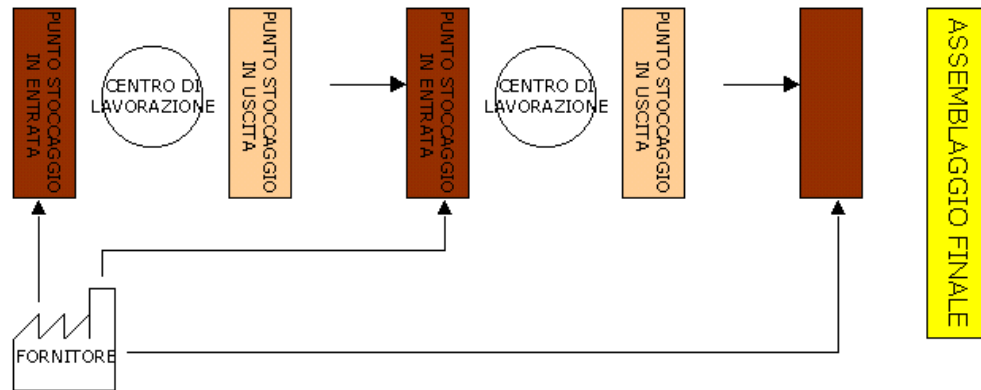 PUNTO STOCCAGGIO
IN ENTRATA
CENTRO DI
LAVORAZIONE
PUNTO STOCCAGGIO
IN USCITA
PUNTO STOCCAGGIO
IN ENTRATA
CENTRO DI
LAVORAZIONE
PUNTO STOCCAGGIO
IN USCITA
ASSEMBLAGGIO FINALE
FORNITORE